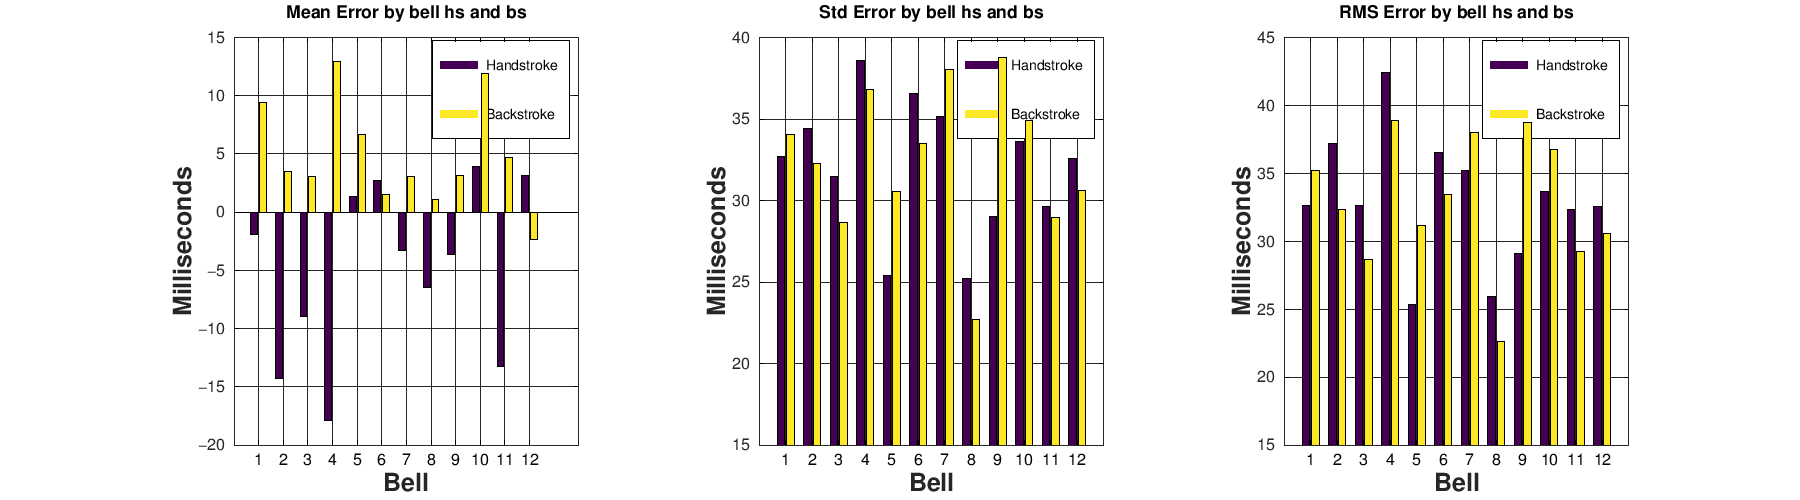 Mean Error by bell hs and bs
15
10
5
0
−5
−10
−15
−20
Milliseconds
Handstroke
Backstroke
1 2 3 4 5 6 7 8 9 10 11 12
Bell
Std Error by bell hs and bs
40
35
30
25
20
15
Milliseconds
Handstroke
Backstroke
1 2 3 4 5 6 7 8 9 10 11 12
Bell
RMS Error by bell hs and bs
45
40
35
30
25
20
15
Milliseconds
Handstroke
Backstroke
1 2 3 4 5 6 7 8 9 10 11 12
Bell